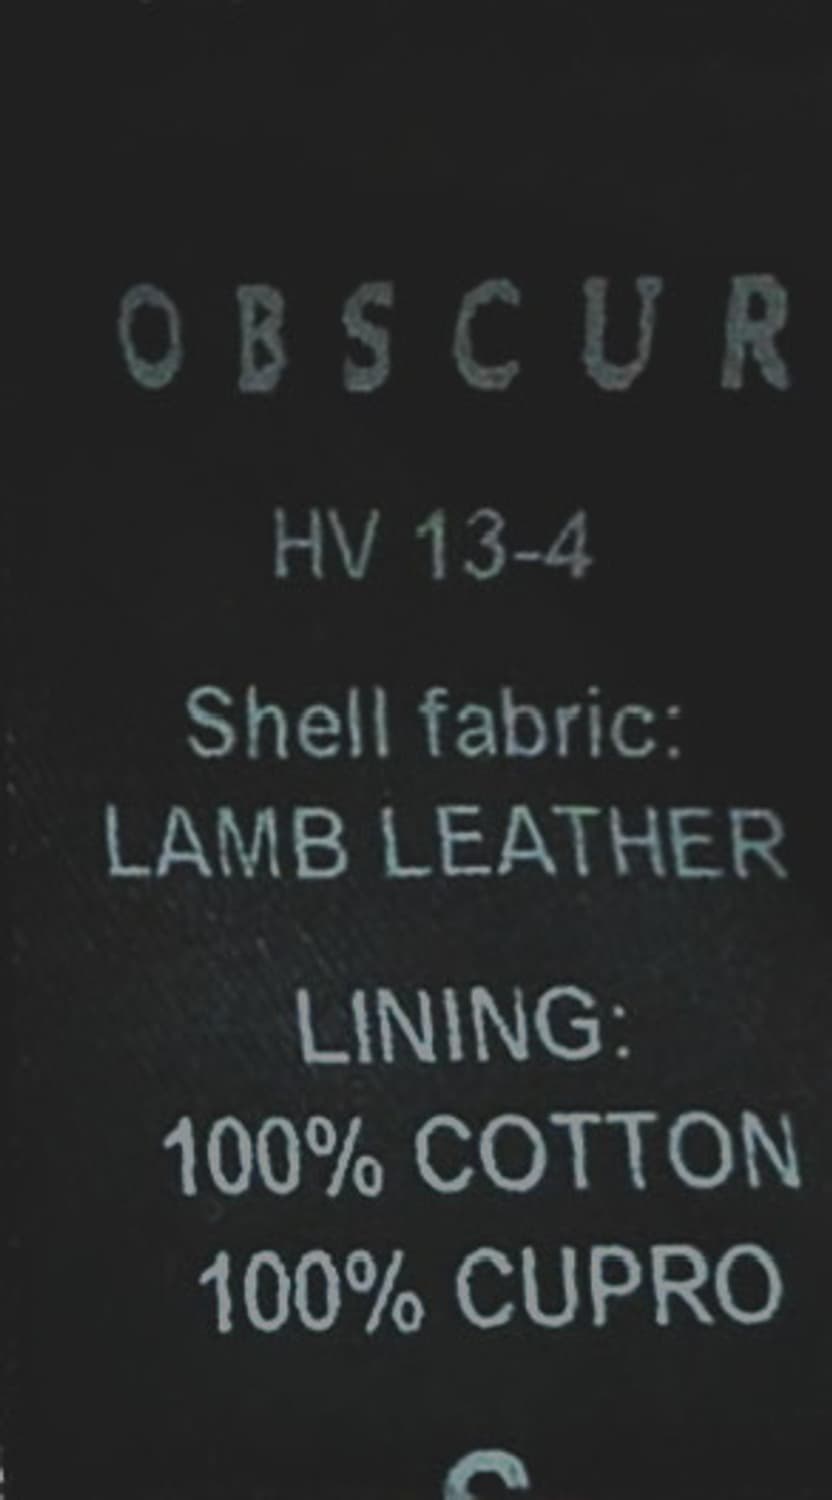 OBSCUR
HV 13-4
Shell fabric:
LAMB LEATHER
LINING:
100% COTTON
100% CUPRO